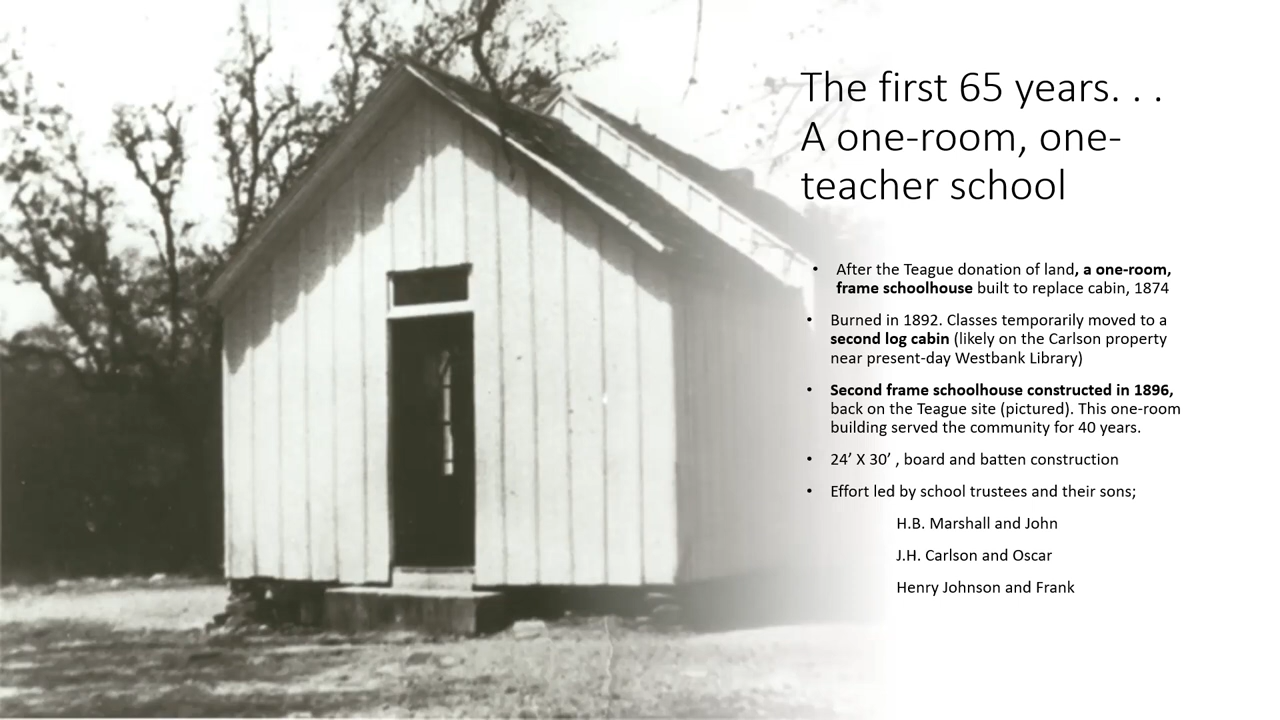 The first 65 years. . .
A one-room, one-
teacher school
• After the Teague donation of land, a one-room,
frame schoolhouse built to replace cabin, 1874
• Burned in 1892. Classes temporarily moved to a
second log cabin (likely on the Carlson property
near present-day Westbank Library)
• Second frame schoolhouse constructed in 1896,
back on the Teague site (pictured). This one-room
building served the community for 40 years.
• 24’ X 30’ , board and batten construction
• Effort led by school trustees and their sons;
H.B. Marshall and John
J.H. Carlson and Oscar
Henry Johnson and Frank